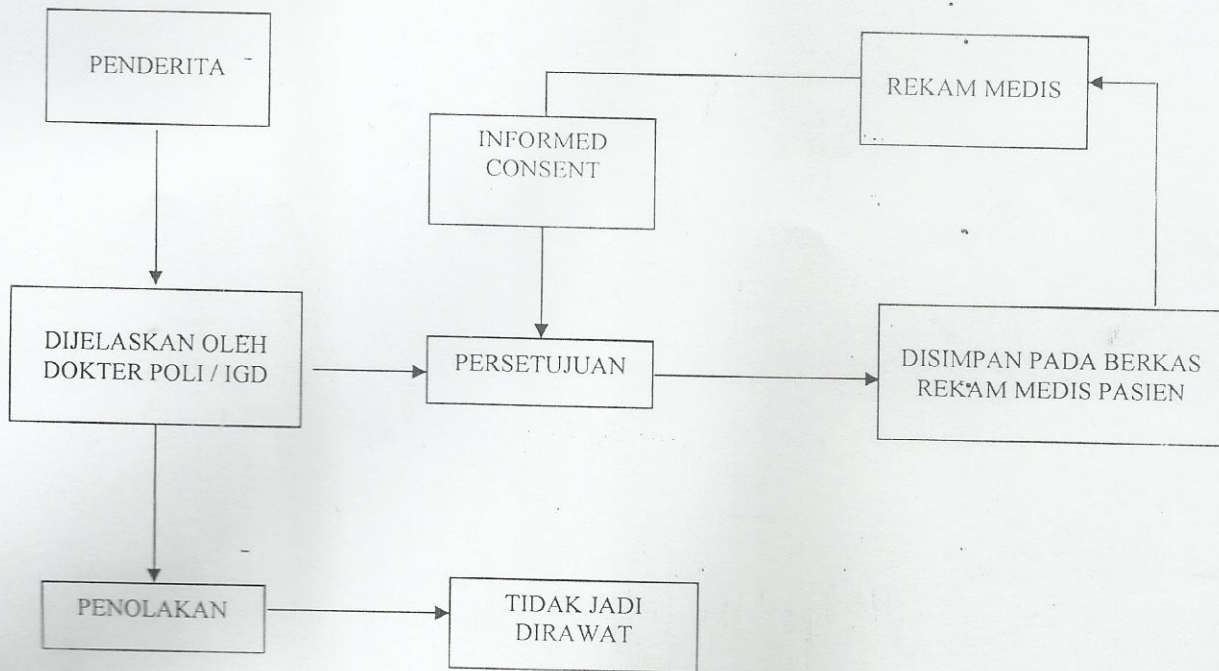 PENDERITA
REKAM MEDIS
INFORMED
CONSENT
DIJELASKAN OLEH
DOKTER POLI / IGD
PERSETUJUAN
DISIMPAN PADA BERKAS
REKAM MEDIS PASIEN
PENOLAKAN
TIDAK JADI
DIRAWAT